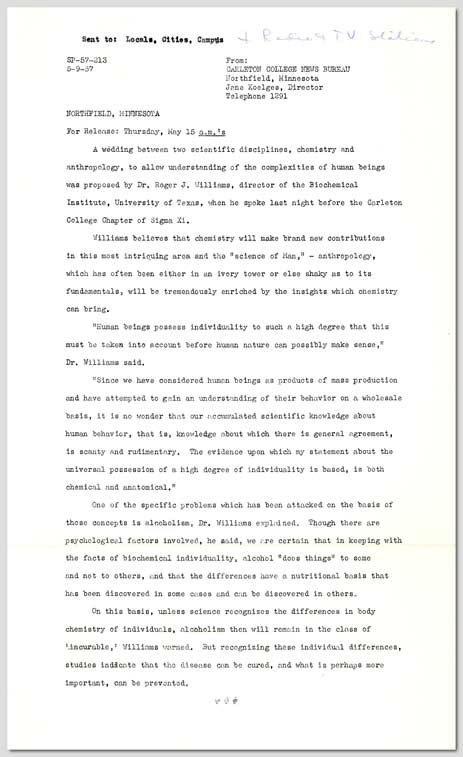 Sent to: Locals, Cities, Campus + Radio & TV Stations
SP-57-213 From:
5-9-57 CARLETON COLLEGE NEWS BUREAU
Northfield, Minnesota
Jane Koelges, Director
Telephone 1291
NORTHFIELD, MINNESOTA
For Release: Thursday, May 15 a.m.'s
A wedding between two scientific disciplines, chemistry and
anthropology, to allow understanding of the complexities of human beings
was proposed by Dr. Roger J. Williams, director of the Biochemical
Institute, University of Texas, when he spoke last night before the Carleton
College Chapter of Sigma Xi.
Williams believes that chemistry will make brand new contributions
in this most intriguing area and the "science of Man," - anthropology,
which has often been either in an ivory tower or else shaky as to its
fundamentals, will be tremendously enriched by the insights which chemistry
can bring.
"Human beings possess individuality to such a high degree that this
must be taken into account before human nature can possibly make sense,"
Dr. Williams said.
"Since we have considered human beings as products of mass production
and have attempted to gain an understanding of their behavior on a wholesale
basis, it is no wonder that our accumulated scientific knowledge about
human behavior, that is, knowledge about which there is general agreement,
is scanty and rudimentary. The evidence upon which my statement about the
universal possession of a high degree of individuality is based, is both
chemical and anatomical."
One of the specific problems which has been attacked on the basis of
those concepts is alcoholism, Dr. Williams explained. Though there are
psychological factors involved, he said, we are certain that in keeping with
the facts of biochemical individuality, alcohol "does things" to some
and not to others, and that the differences have a nutritional basis that
has been discovered in some cases and can be discovered in others.
On this basis, unless science recognizes the differences in body
chemistry of individuals, alcoholism then will remain in the class of
'incurable,' Williams warned. But recognizing these individual differences,
studies indicate that the disease can be cured, and what is perhaps more
important, can be prevented.
# # #